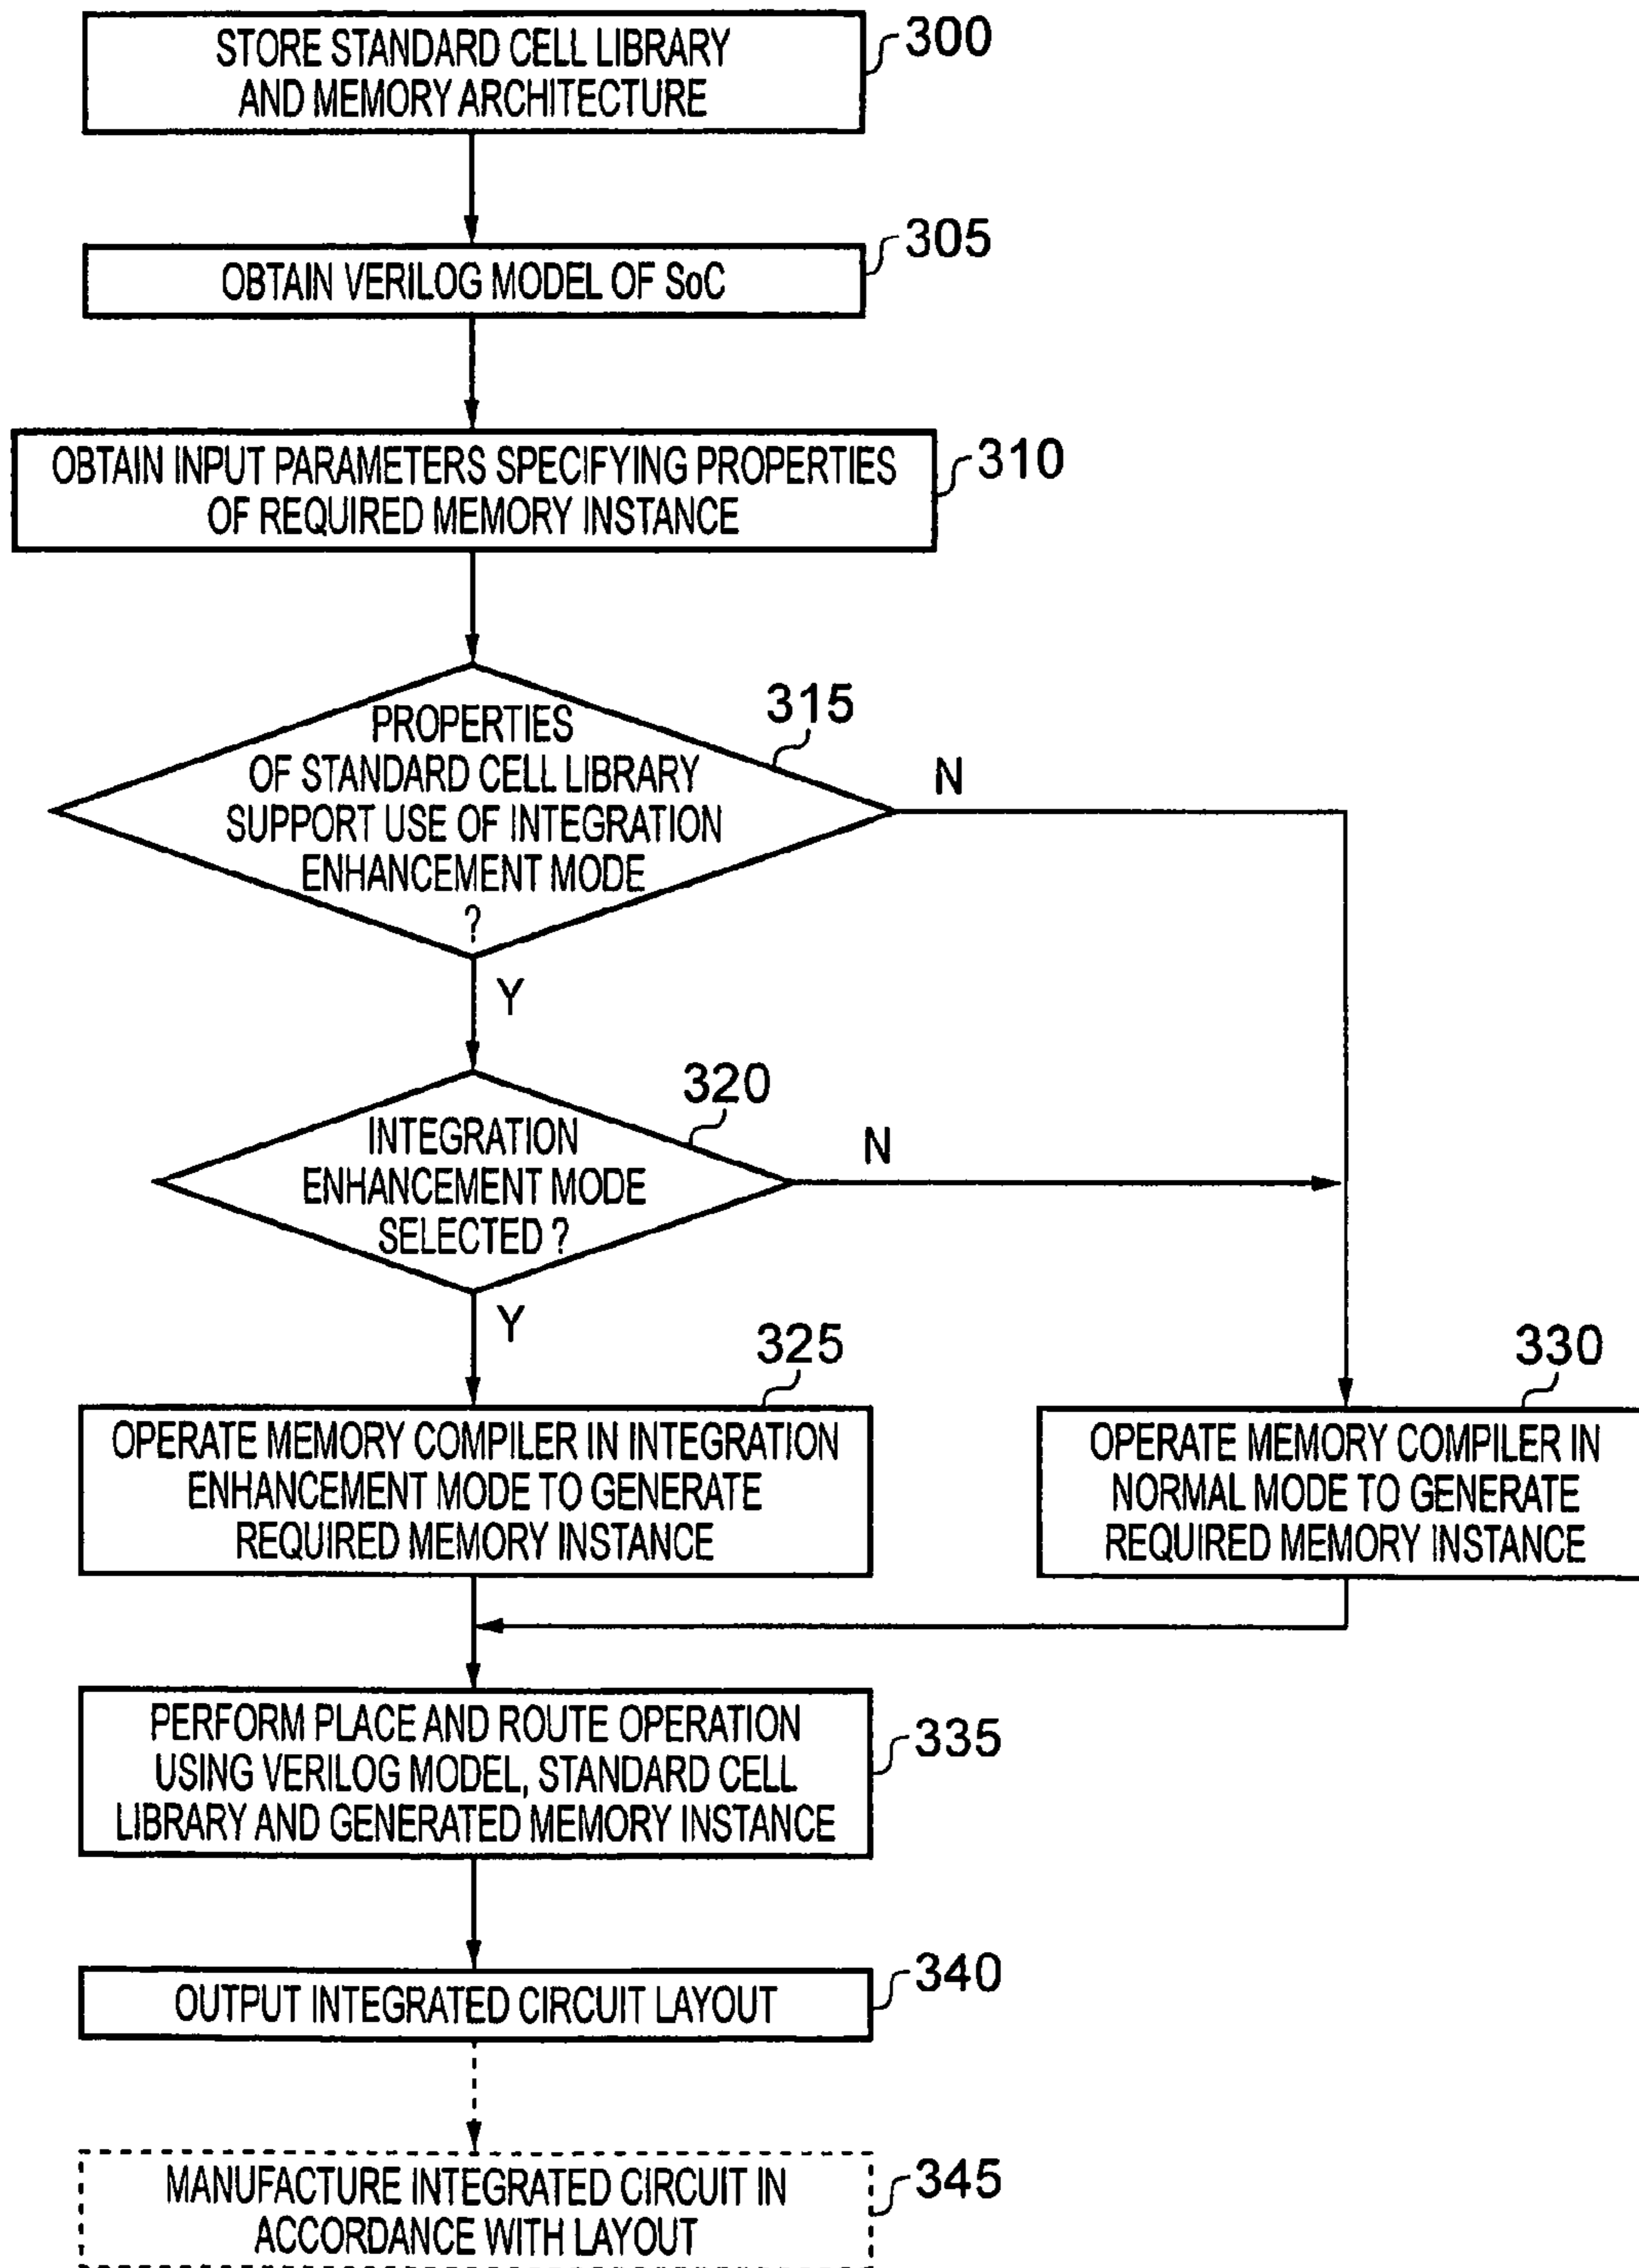 STORE STANDARD CELL LIBRARY
AND MEMORY ARCHITECTURE
300
OBTAIN VERILOG MODEL OF SoC
305
OBTAIN INPUT PARAMETERS SPECIFYING PROPERTIES
OF REQUIRED MEMORY INSTANCE
310
PROPERTIES
OF STANDARD CELL LIBRARY
SUPPORT USE OF INTEGRATION
ENHANCEMENT MODE
?
315
N
Y
INTEGRATION
ENHANCEMENT MODE
SELECTED ?
320
N
Y
325
OPERATE MEMORY COMPILER IN INTEGRATION
ENHANCEMENT MODE TO GENERATE
REQUIRED MEMORY INSTANCE
330
OPERATE MEMORY COMPILER IN
NORMAL MODE TO GENERATE
REQUIRED MEMORY INSTANCE
PERFORM PLACE AND ROUTE OPERATION
USING VERILOG MODEL, STANDARD CELL
LIBRARY AND GENERATED MEMORY INSTANCE
335
OUTPUT INTEGRATED CIRCUIT LAYOUT
340
MANUFACTURE INTEGRATED CIRCUIT IN
ACCORDANCE WITH LAYOUT
345